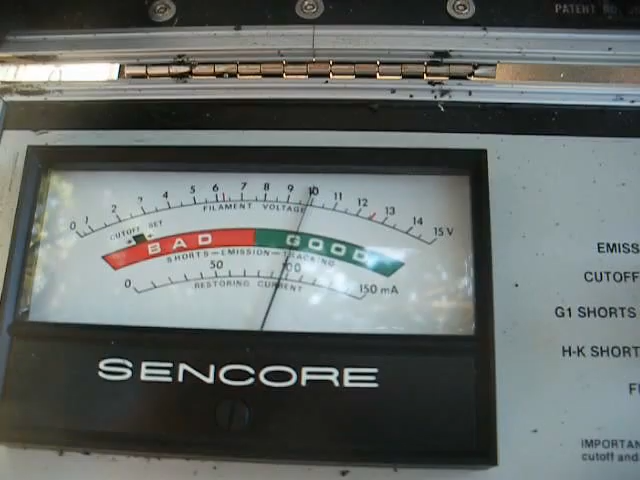 PATENT NO.
0 1 2 3 4 5 6 7 8 9 10 11 12 13 14 15 V
FILAMENT VOLTAGE
CUTOFF SET
BAD GOOD
SHORTS-EMISSION-TRACKING
0 50 100 150 mA
RESTORING CURRENT
SENCORE
EMISS
CUTOFF
G1 SHORTS
H-K SHORT
F
IMPORTAN
cutoff and